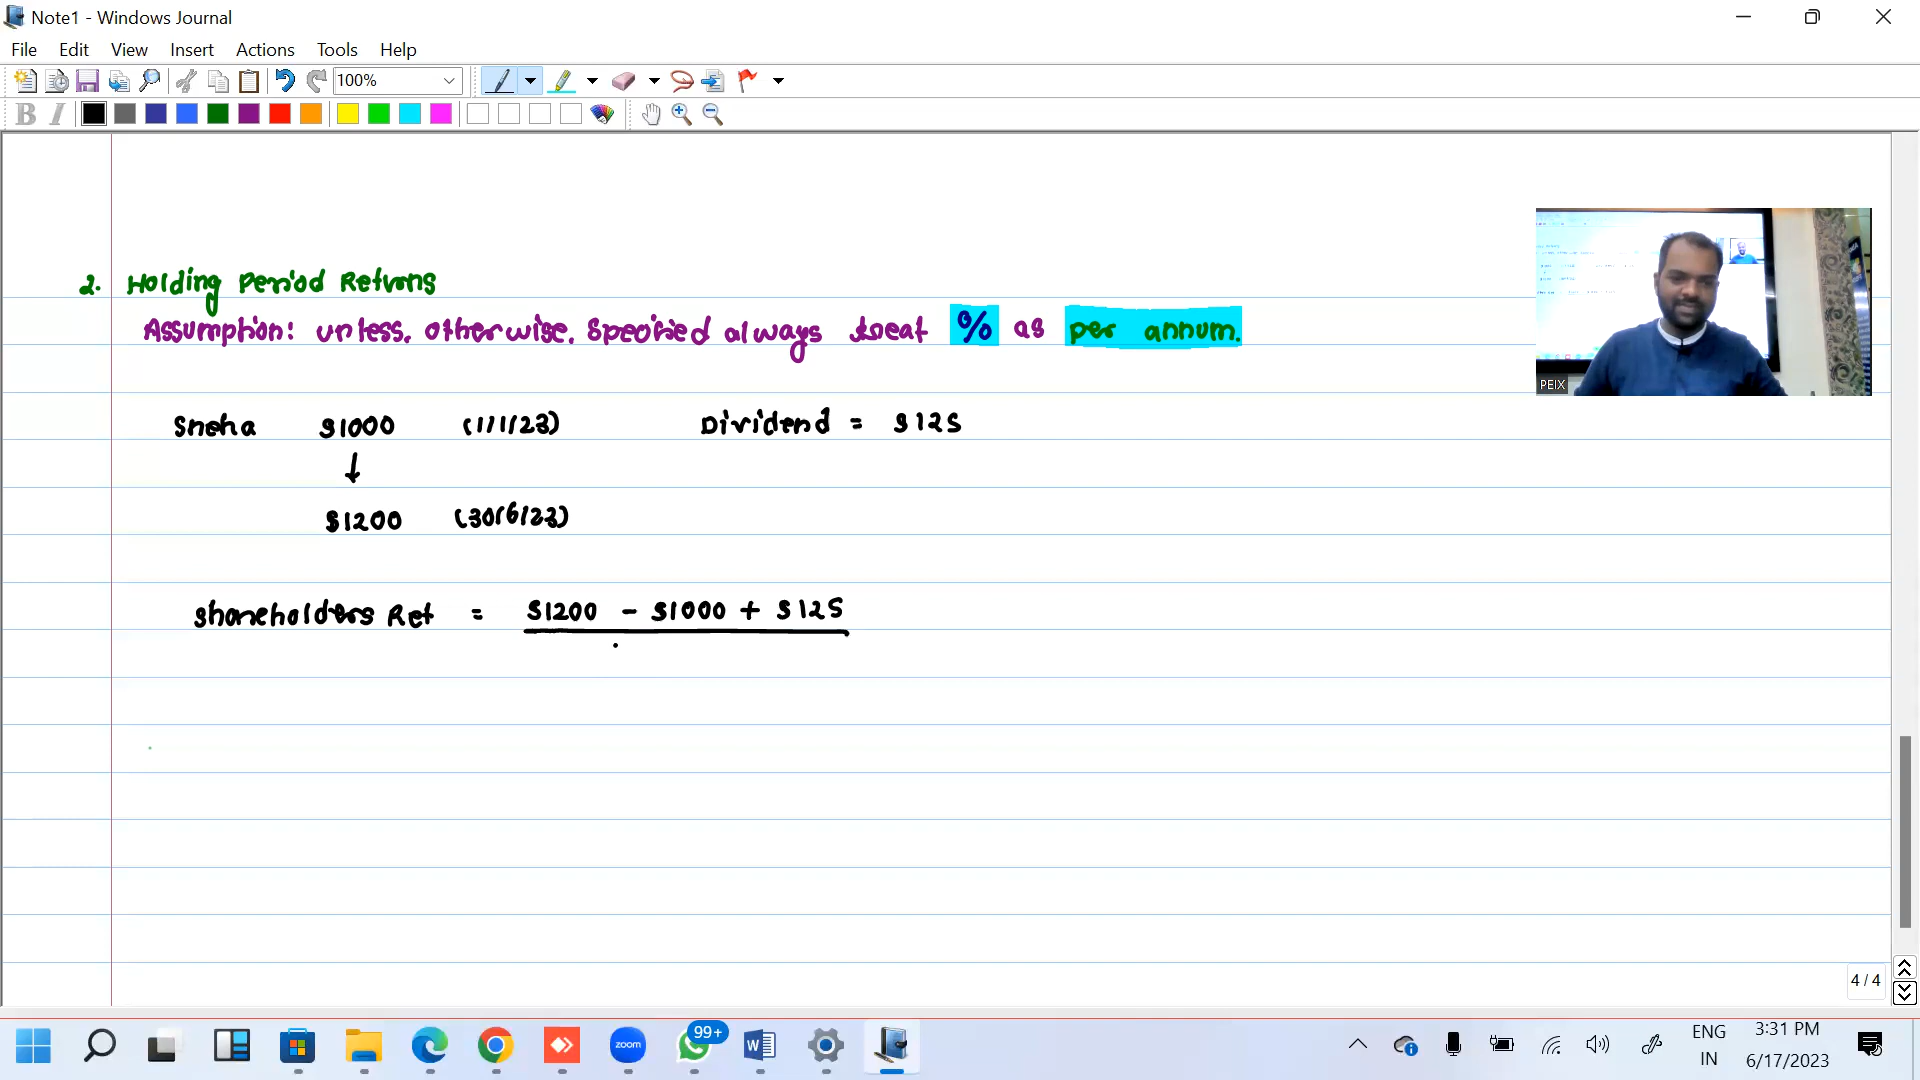 Note1 - Windows Journal
File Edit View Insert Actions Tools Help
100%
B I
2. Holding Period Returns
Assumption: unless, otherwise, specified always treat % as per annum.
Sneha $1000 (1/1/23) Dividend = $125
$1200 (30/6/23)
Shareholders Ret = $1200 - $1000 + $125
PEIX
4 / 4
99+
zoom
ENG
IN
3:31 PM
6/17/2023